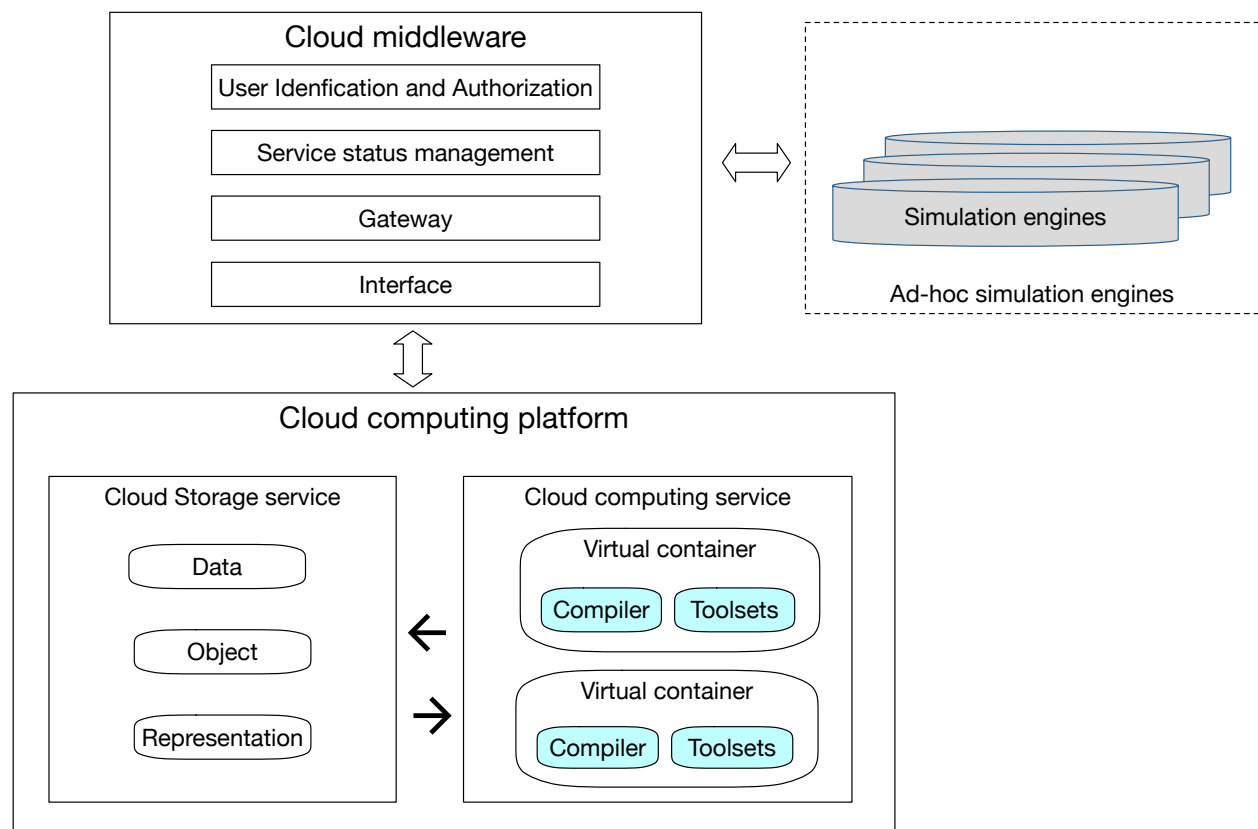 Cloud middleware
User Idenfication and Authorization
Service status management
Gateway
Interface
Simulation engines
Ad-hoc simulation engines
Cloud computing platform
Cloud Storage service
Data
Object
Representation
Cloud computing service
Virtual container
Compiler
Toolsets
Virtual container
Compiler
Toolsets